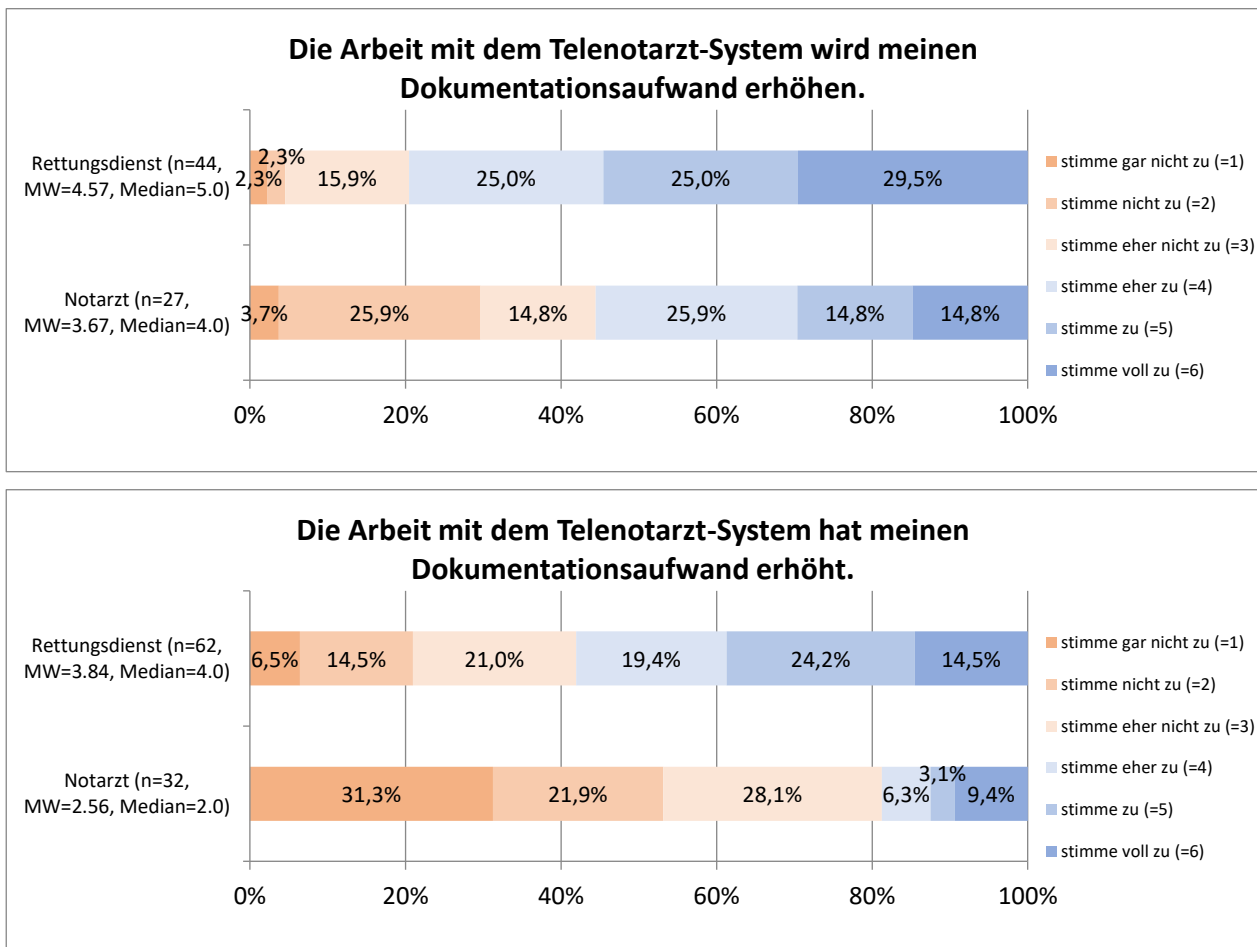 Die Arbeit mit dem Telenotarzt-System wird meinen
Dokumentationsaufwand erhöhen.
Rettungsdienst (n=44,
MW=4.57, Median=5.0)
2,3%
2,3%
15,9%
25,0%
25,0%
29,5%
Notarzt (n=27,
MW=3.67, Median=4.0)
3,7%
25,9%
14,8%
25,9%
14,8%
14,8%
0%
20%
40%
60%
80%
100%
stimme gar nicht zu (=1)
stimme nicht zu (=2)
stimme eher nicht zu (=3)
stimme eher zu (=4)
stimme zu (=5)
stimme voll zu (=6)
Die Arbeit mit dem Telenotarzt-System hat meinen
Dokumentationsaufwand erhöht.
Rettungsdienst (n=62,
MW=3.84, Median=4.0)
6,5%
14,5%
21,0%
19,4%
24,2%
14,5%
Notarzt (n=32,
MW=2.56, Median=2.0)
31,3%
21,9%
28,1%
6,3%
3,1%
9,4%
0%
20%
40%
60%
80%
100%
stimme gar nicht zu (=1)
stimme nicht zu (=2)
stimme eher nicht zu (=3)
stimme eher zu (=4)
stimme zu (=5)
stimme voll zu (=6)